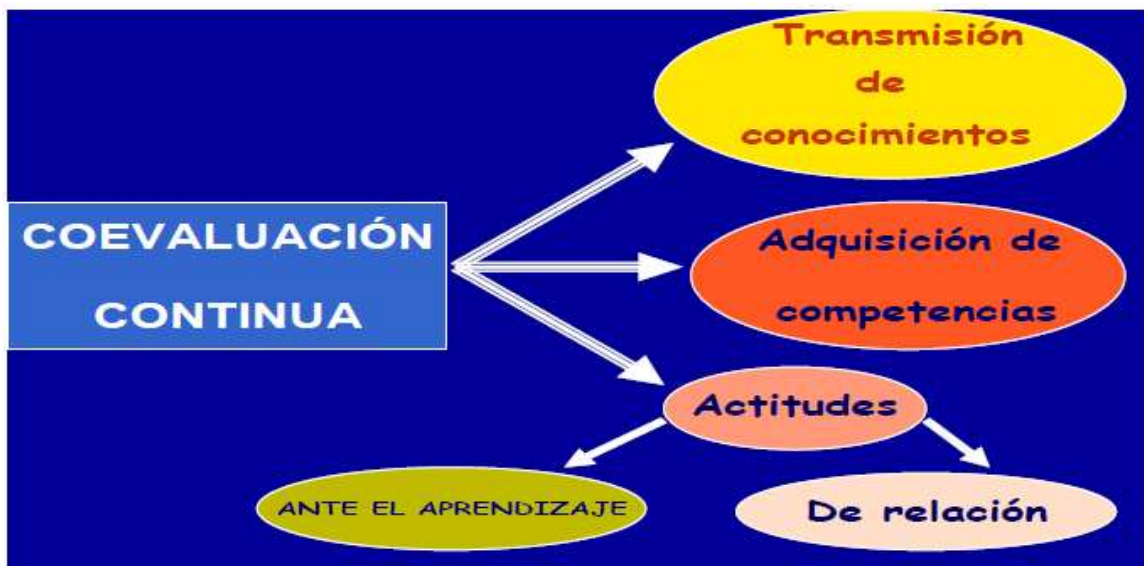 COEVALUACIÓN
CONTINUA
Transmisión
de
conocimientos
Adquisición de
competencias
Actitudes
ANTE EL APRENDIZAJE
De relación